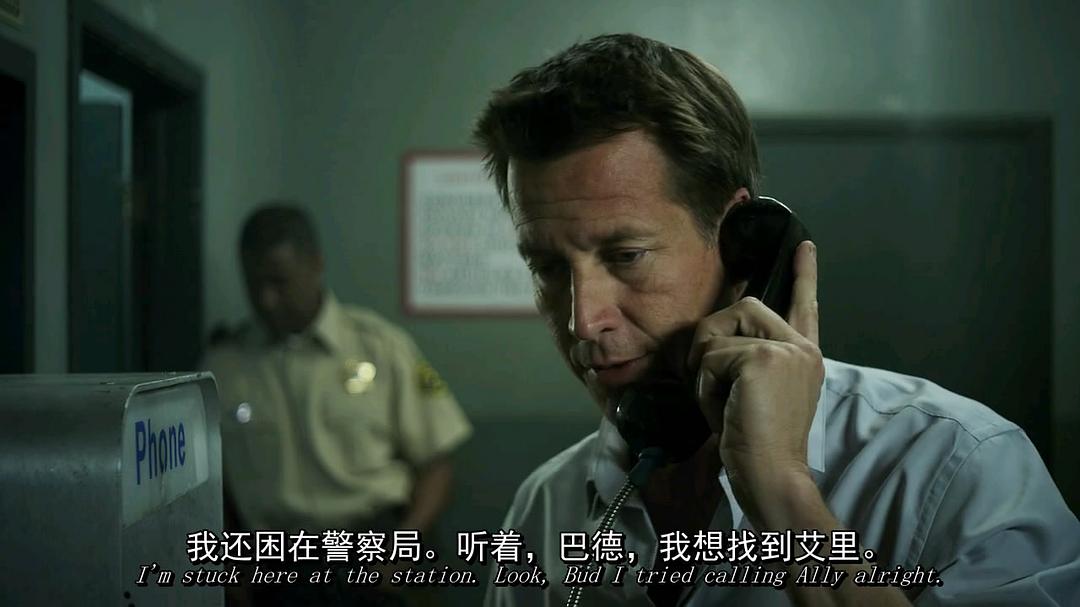 Phone
我还困在警察局。听着，巴德，我想找到艾里。
I'm stuck here at the station. Look, Bud I tried calling Ally alright.